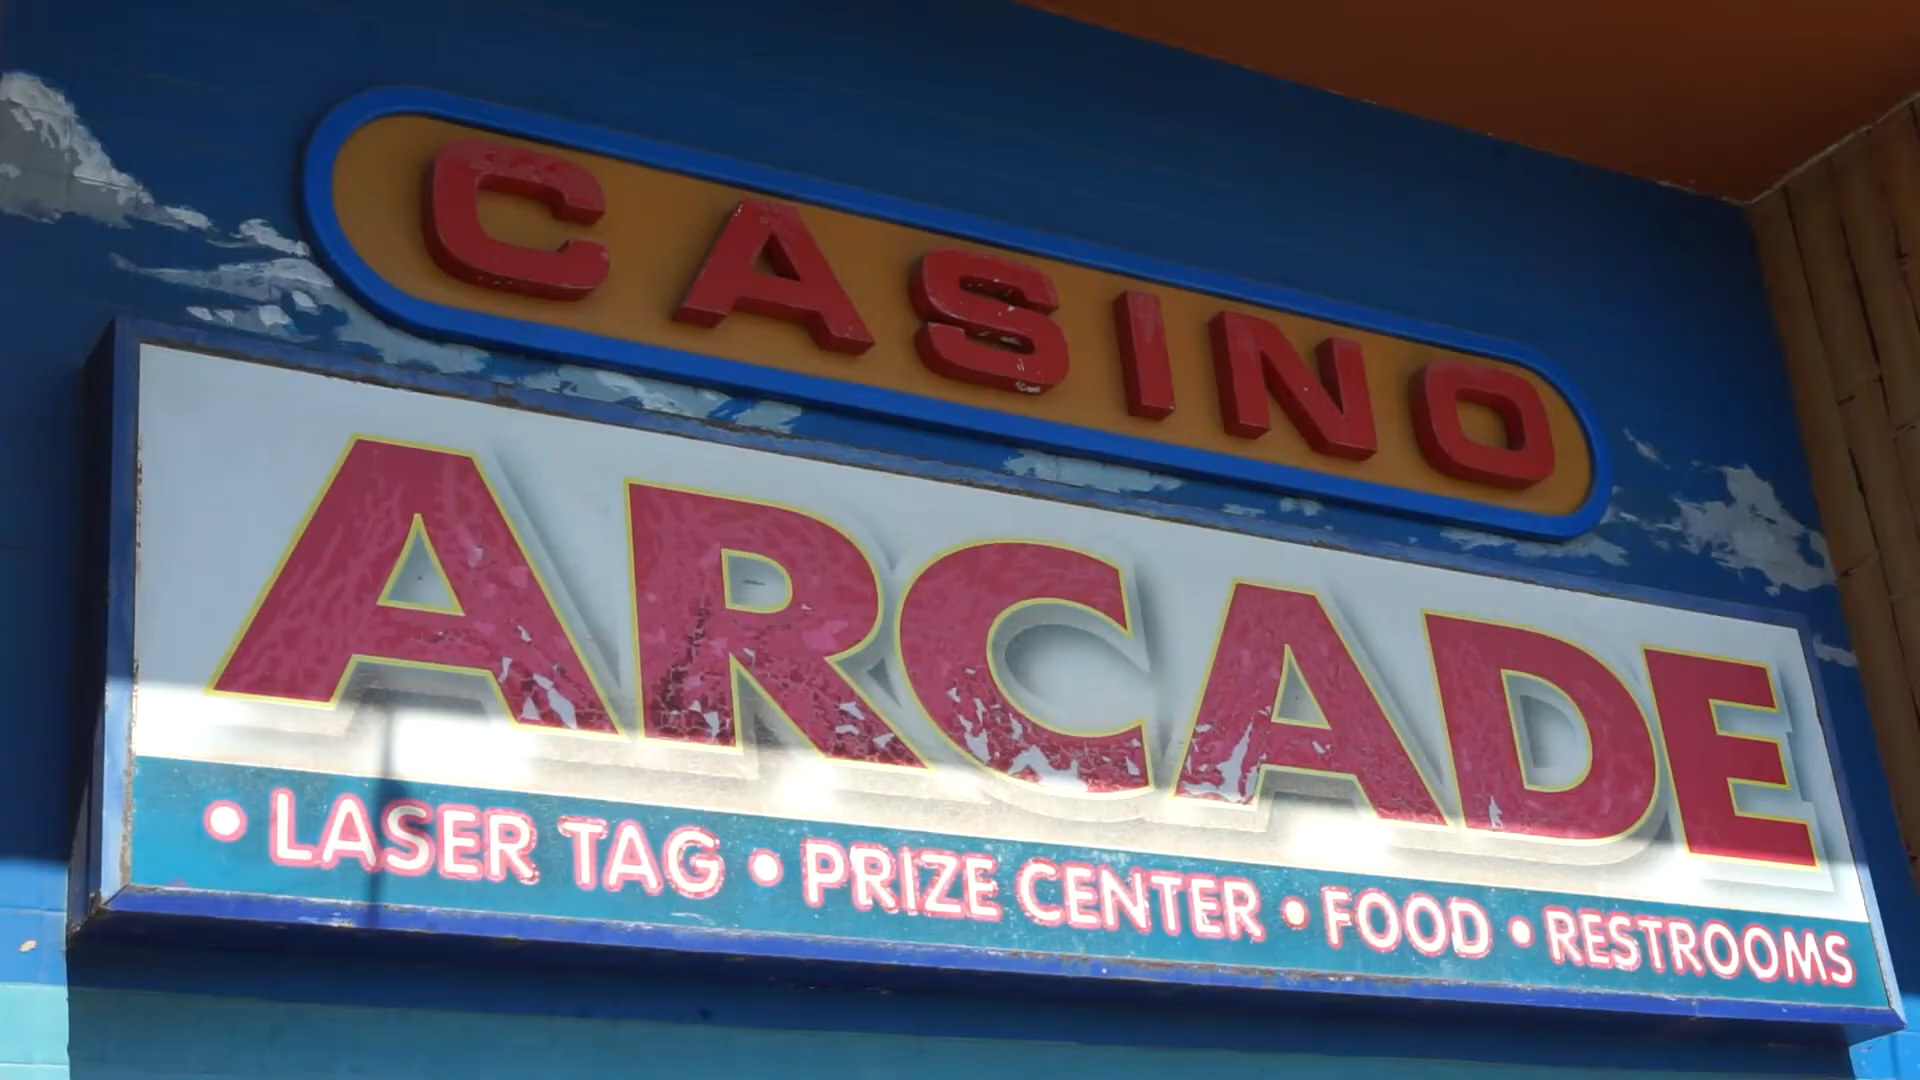 CASINO
ARCADE
• LASER TAG • PRIZE CENTER • FOOD • RESTROOMS